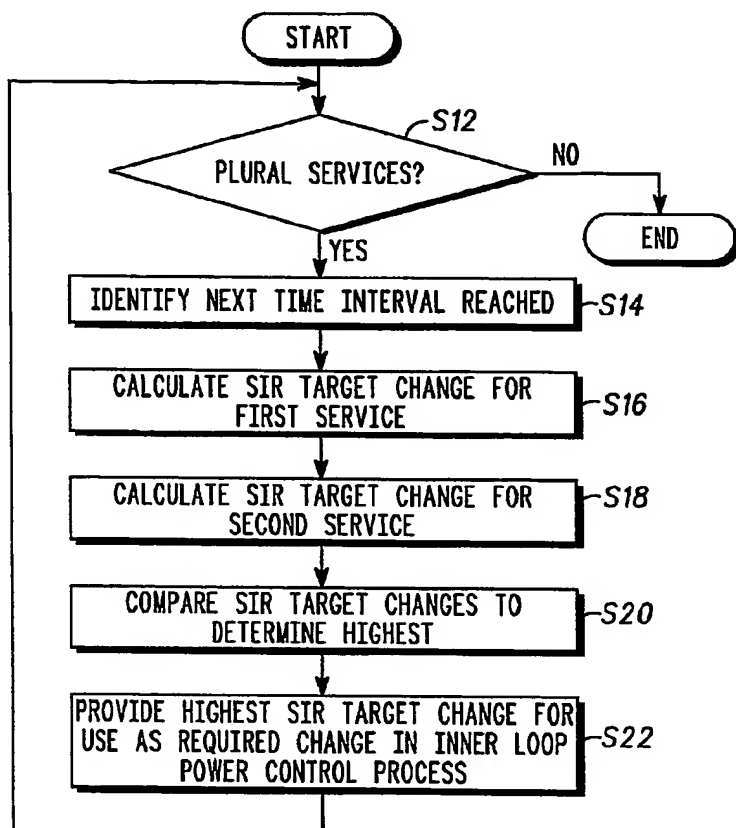 START
S12
PLURAL SERVICES?
NO
END
YES
IDENTIFY NEXT TIME INTERVAL REACHED
S14
CALCULATE SIR TARGET CHANGE FOR
FIRST SERVICE
S16
CALCULATE SIR TARGET CHANGE FOR
SECOND SERVICE
S18
COMPARE SIR TARGET CHANGES TO
DETERMINE HIGHEST
S20
PROVIDE HIGHEST SIR TARGET CHANGE FOR
USE AS REQUIRED CHANGE IN INNER LOOP
POWER CONTROL PROCESS
S22